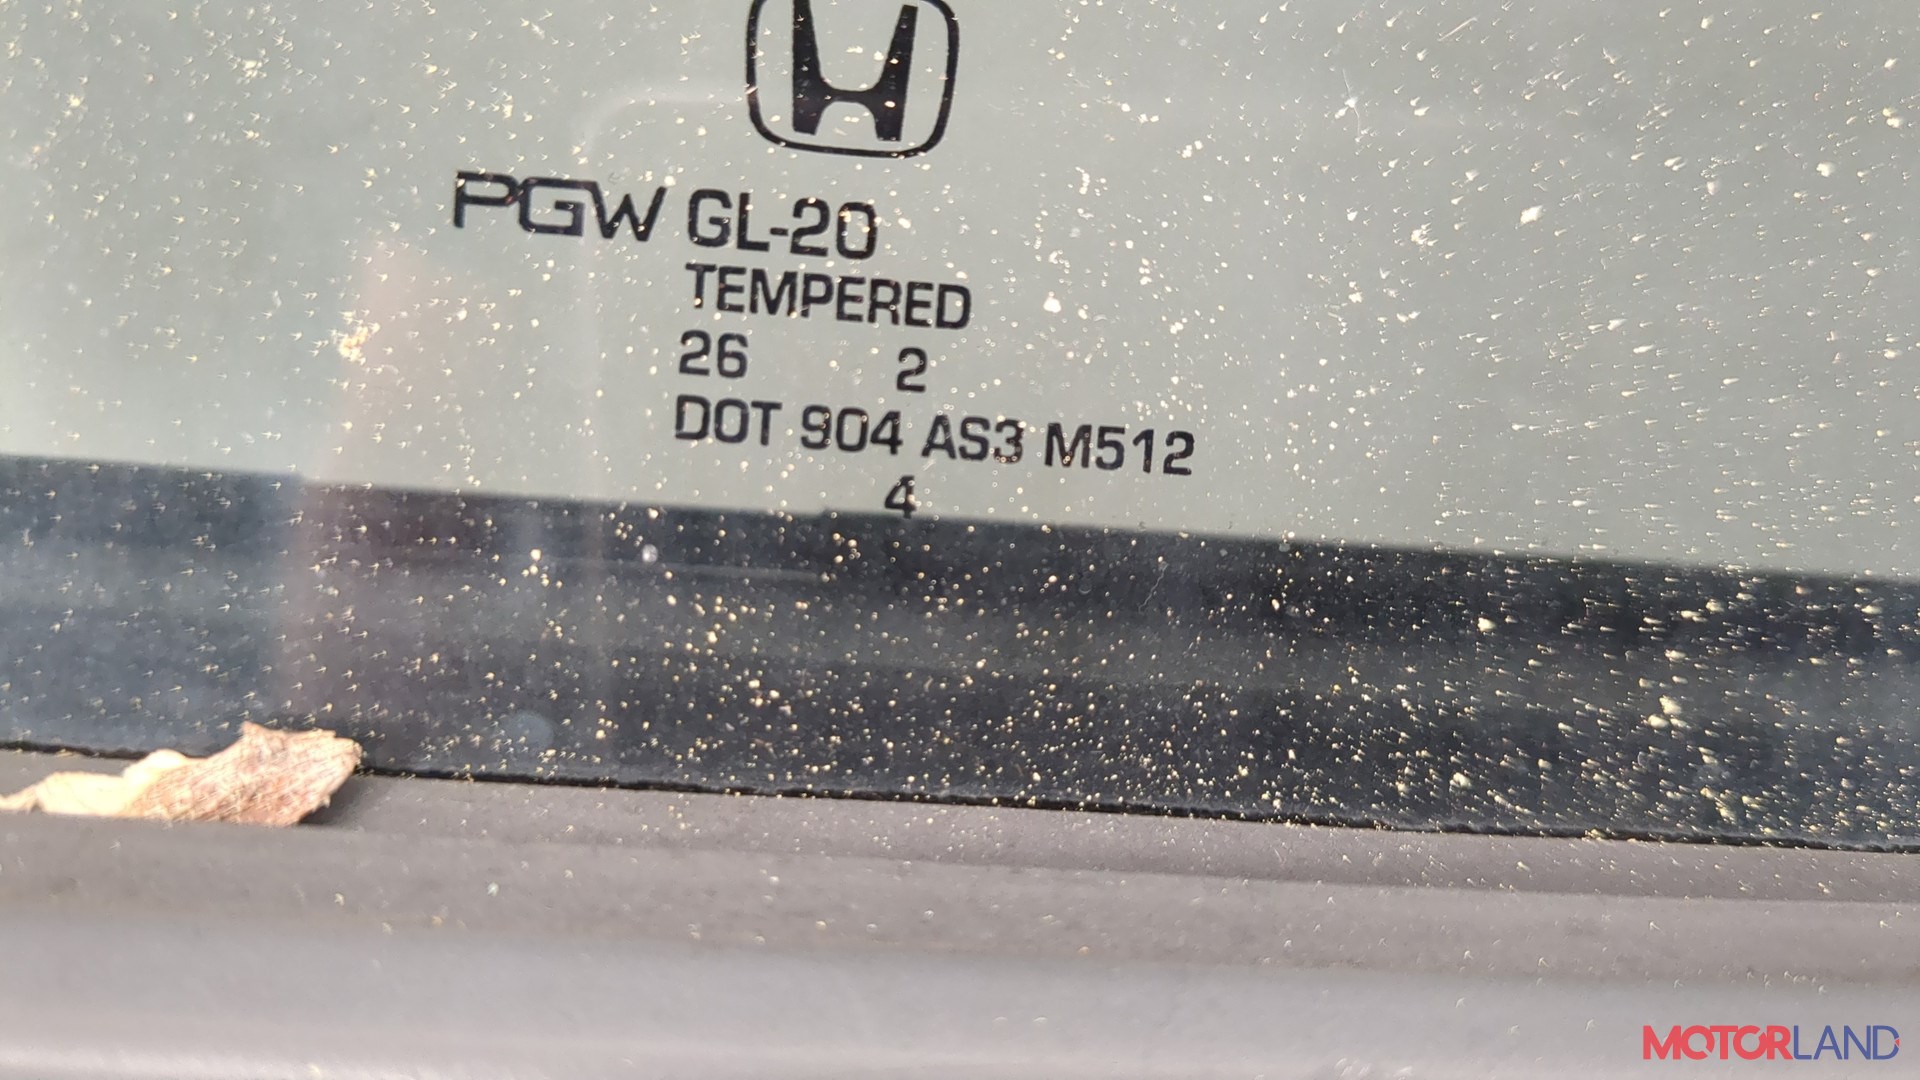 PGW GL-20
TEMPERED
26 2
DOT 904 AS3 M512
4
MOTORLAND